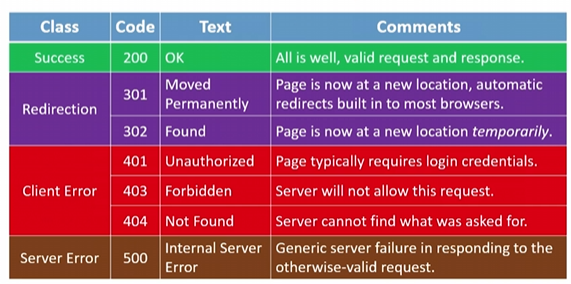 Class Code Text Comments
Success 200 OK All is well, valid request and response.
Redirection
301 Moved Permanently Page is now at a new location, automatic redirects built in to most browsers.
302 Found Page is now at a new location temporarily.
Client Error
401 Unauthorized Page typically requires login credentials.
403 Forbidden Server will not allow this request.
404 Not Found Server cannot find what was asked for.
Server Error 500 Internal Server Error Generic server failure in responding to the otherwise-valid request.